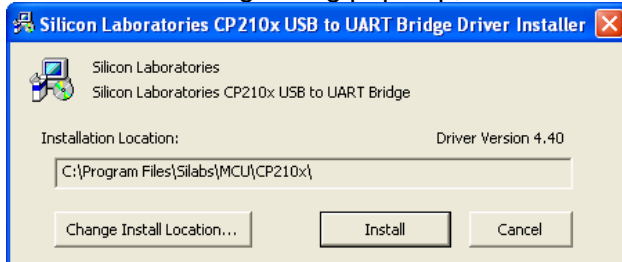 Silicon Laboratories CP210x USB to UART Bridge Driver Installer
Silicon Laboratories
Silicon Laboratories CP210x USB to UART Bridge
Installation Location: Driver Version 4.40
C:\Program Files\Silabs\MCU\CP210x\
Change Install Location... Install Cancel